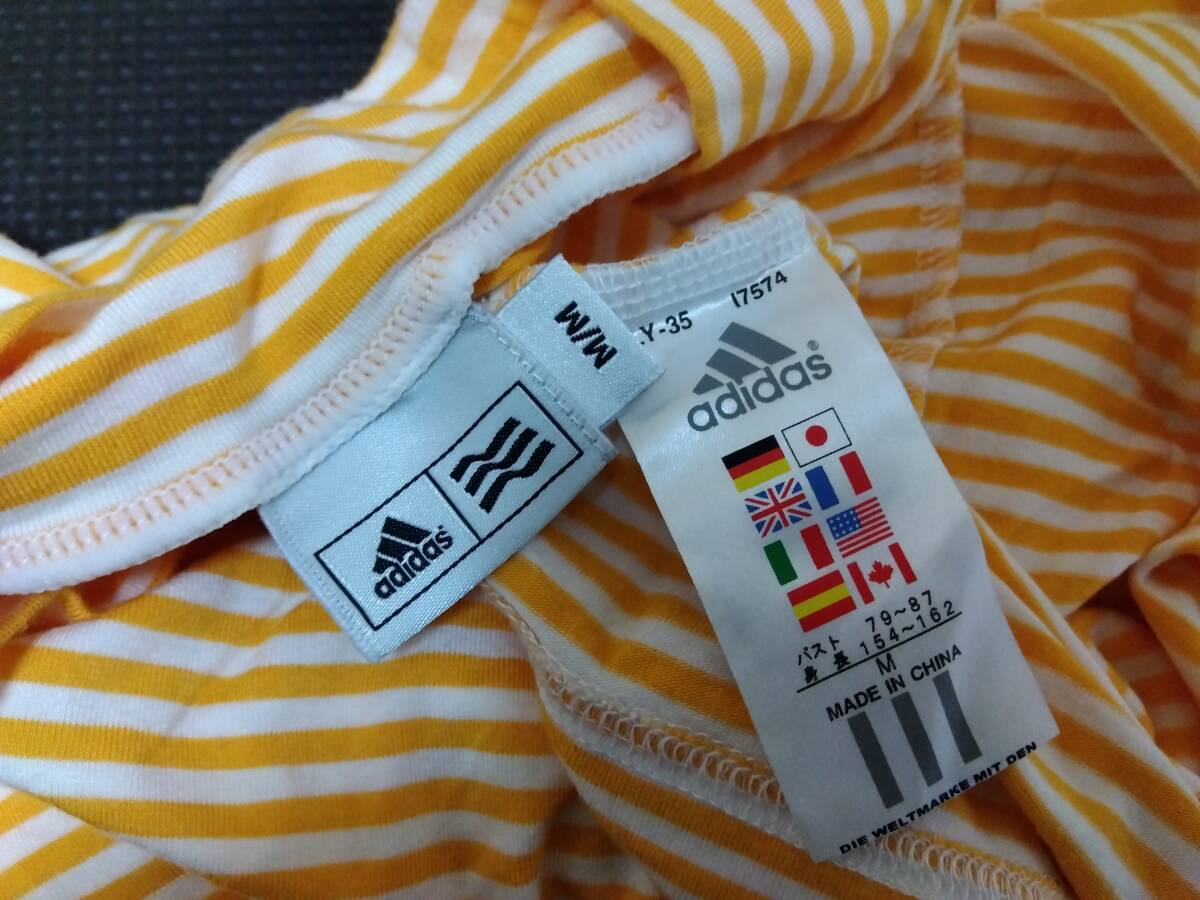 M/M
adidas
Y-35 17574
adidas®
バスト 79~87
身長 154~162
M
MADE IN CHINA
DIE WELTMARKE MIT DEN